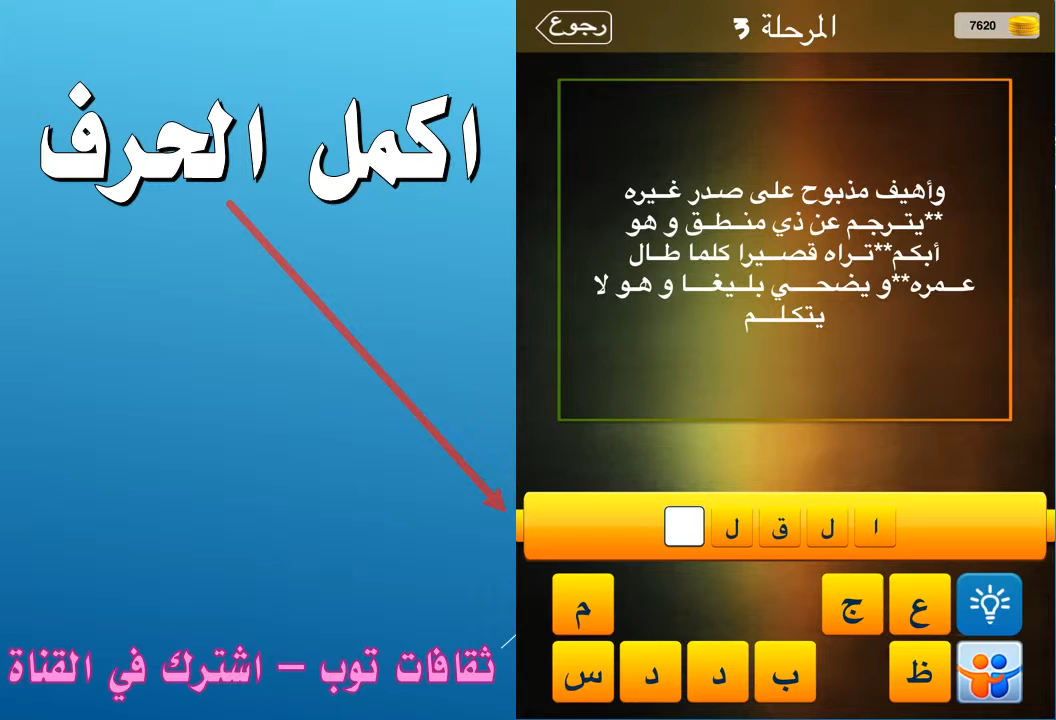 اكمل الحرف
ثقافات توب – اشترك في القناة
رجوع
المرحلة 3
7620
وأهيف مذبوح على صدر غيره
**يترجم عن ذي منطق و هو
أبكم**تراه قصيرا كلما طال
عمره**و يضحي بليغا و هو لا
يتكلم
ا ل ق ل
ع ج م
ظ ب د د س